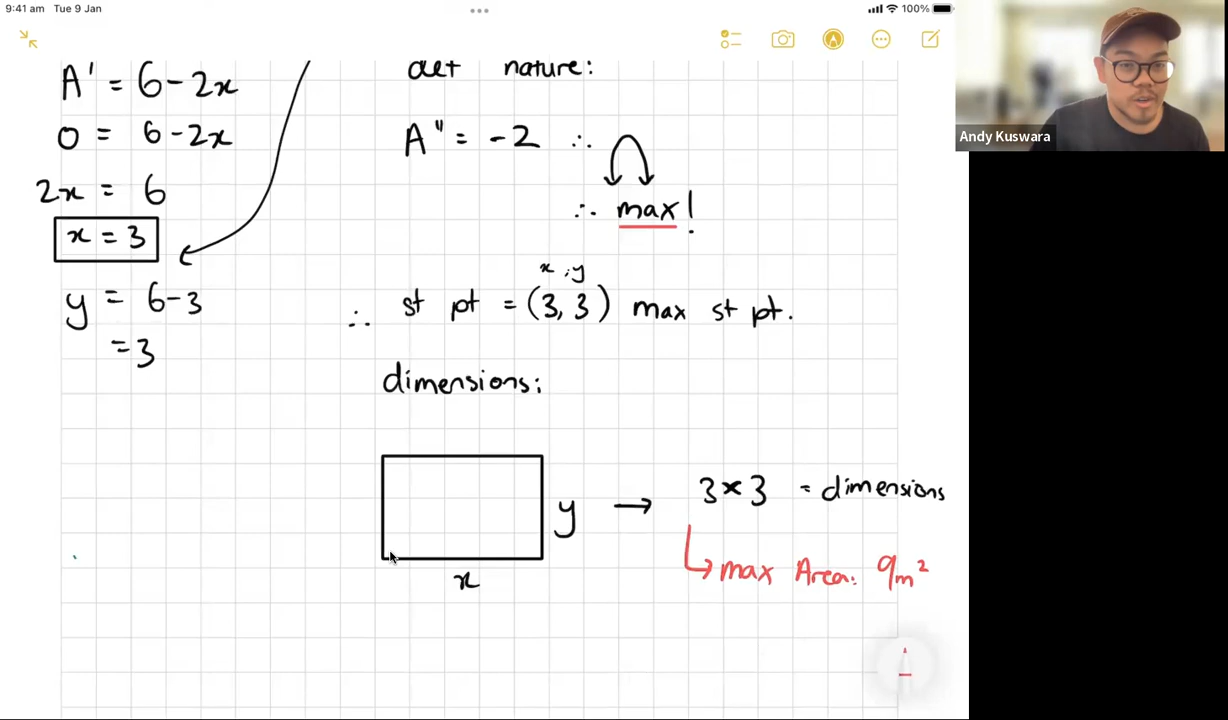 9:41 am Tue 9 Jan
100%
A' = 6-2x
0 = 6-2x
2x = 6
x = 3
y = 6-3
=3
det nature:
A" = -2 ∴
∴ max!
x, y
∴ st pt = (3, 3) max st pt.
dimensions:
y → 3×3 = dimensions
x
max Area: 9m²
Andy Kuswara